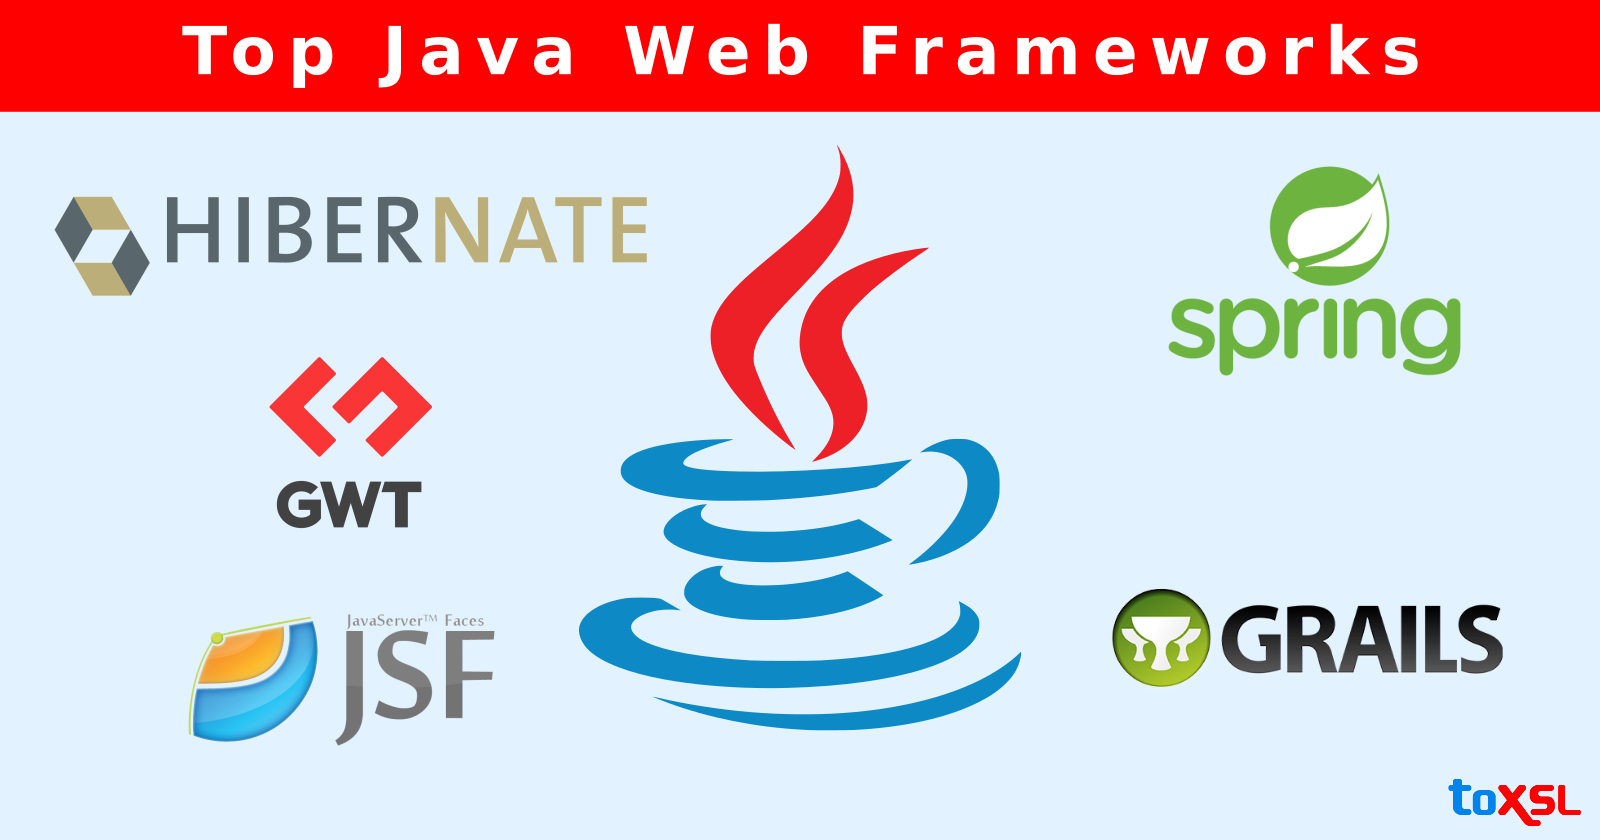 Top Java Web Frameworks
HIBERNATE
spring
GWT
JavaServer™ Faces
JSF
GRAILS
toXSL